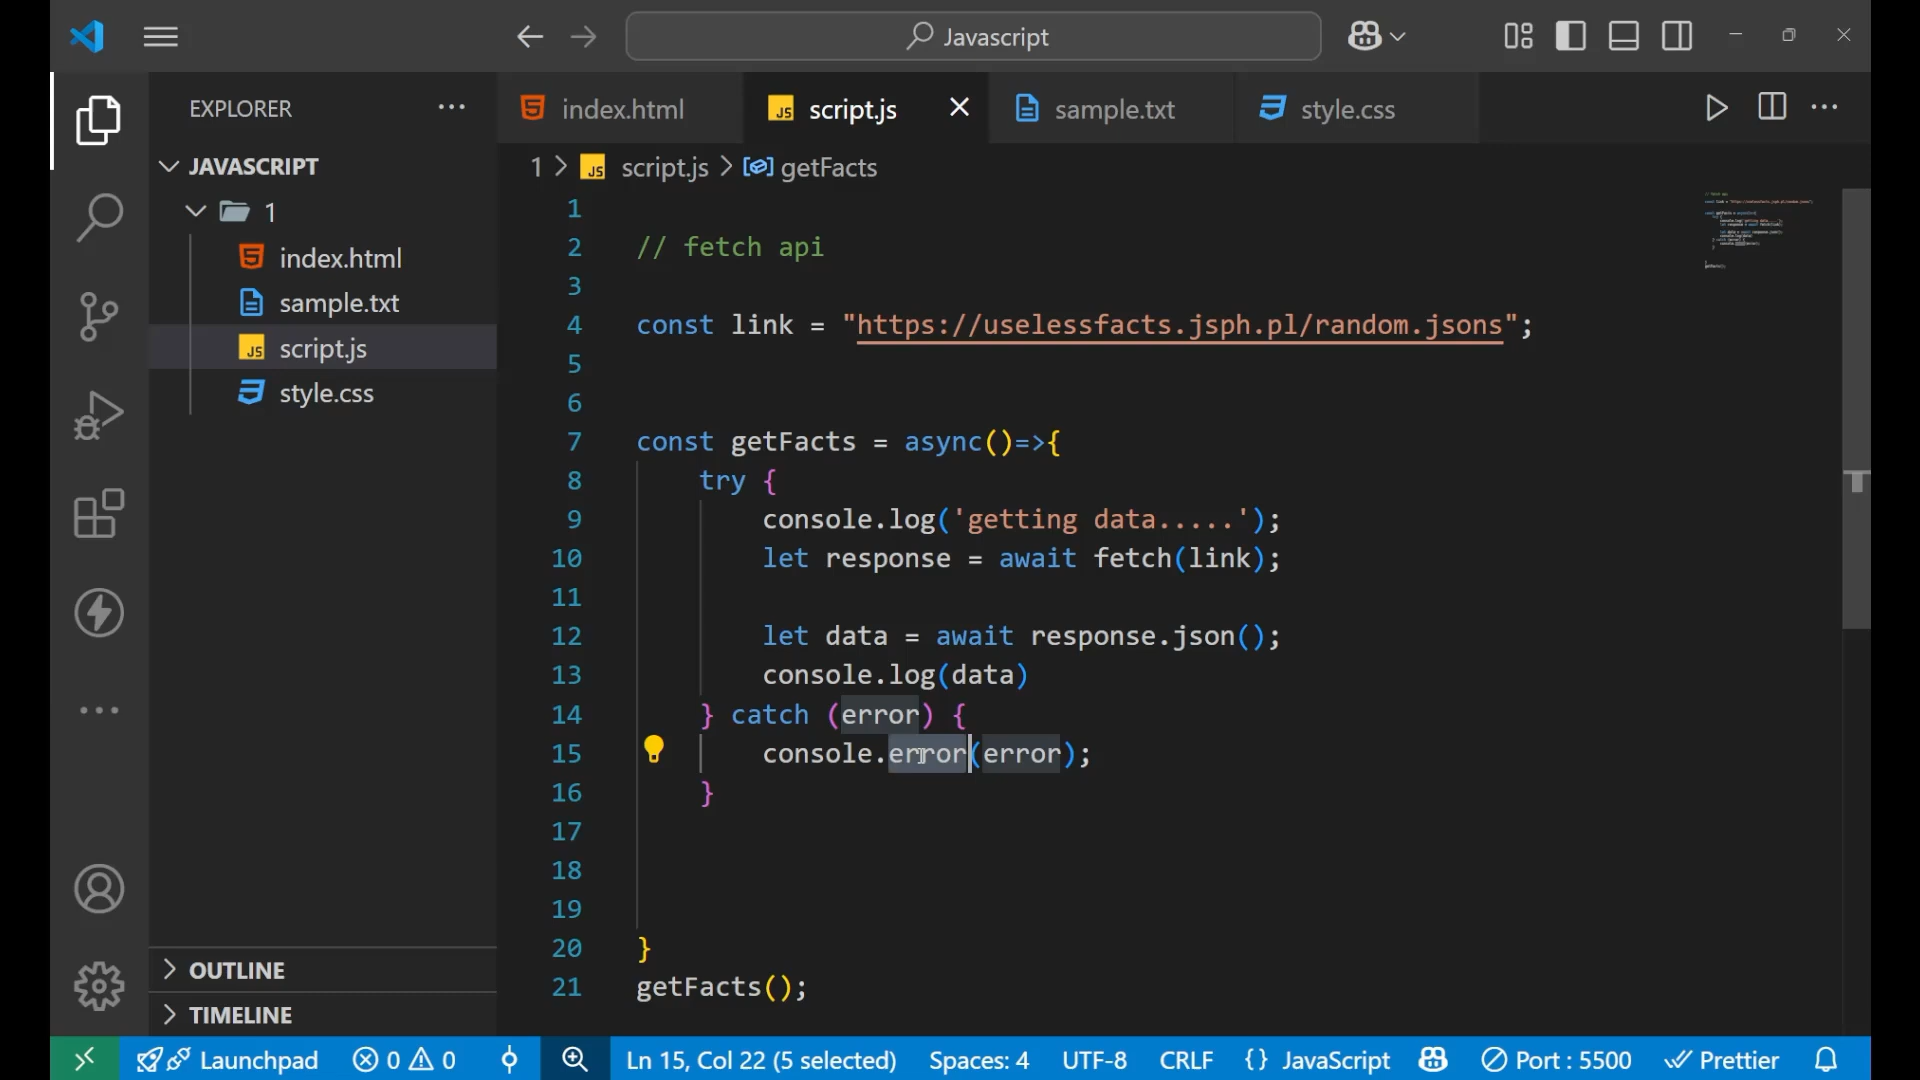 Javascript
EXPLORER
index.html
script.js
sample.txt
style.css
JAVASCRIPT
1
index.html
sample.txt
script.js
style.css
OUTLINE
TIMELINE
1 > script.js > getFacts
1
2 // fetch api
3
4 const link = "https://uselessfacts.jsph.pl/random.jsons";
5
6
7 const getFacts = async()=>{
8 try {
9 console.log('getting data.....');
10 let response = await fetch(link);
11
12 let data = await response.json();
13 console.log(data)
14 } catch (error) {
15 console.error(error);
16 }
17
18
19
20 }
21 getFacts();
Launchpad 0 0 Ln 15, Col 22 (5 selected) Spaces: 4 UTF-8 CRLF {} JavaScript Port : 5500 Prettier